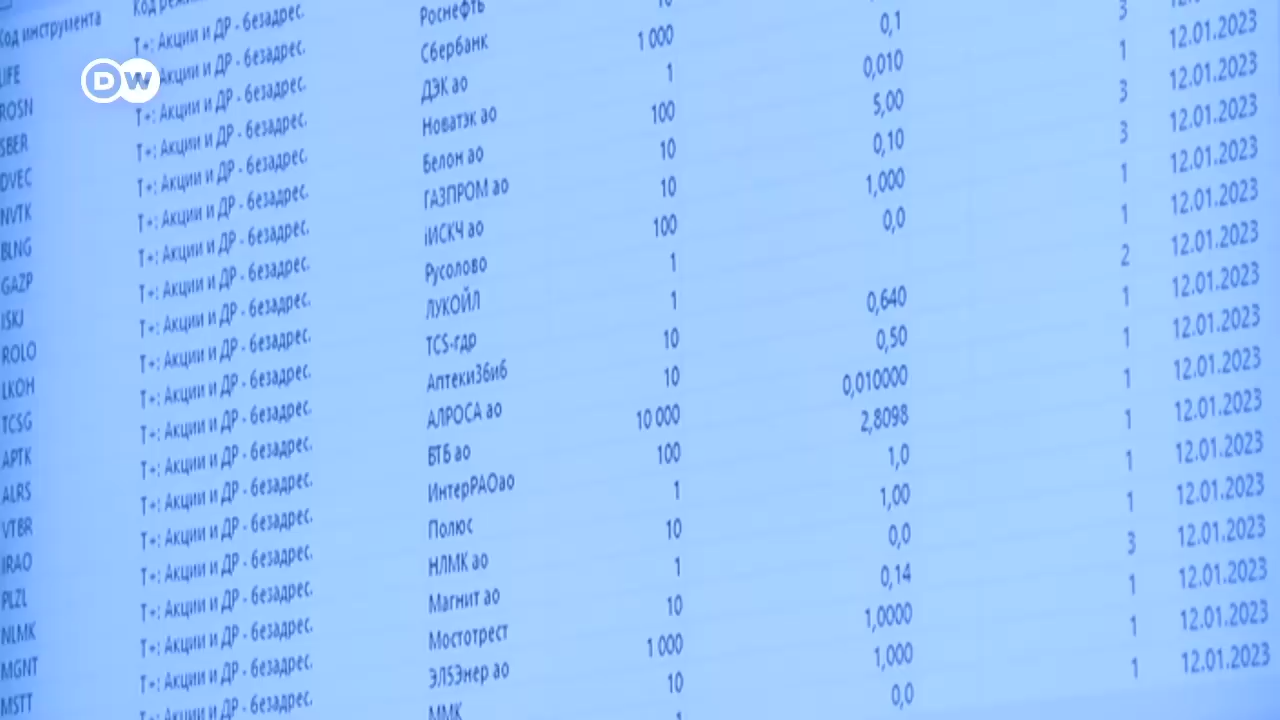 DW
Код инструмента
LIFE Т+: Акции и ДР - безадрес.
ROSN Т+: Акции и ДР - безадрес. Роснефть
SBER Т+: Акции и ДР - безадрес. Сбербанк 10
DVEC Т+: Акции и ДР - безадрес. ДЭК ао 1 000
NVTK Т+: Акции и ДР - безадрес. Новатэк ао 1 0,1
BLNG Т+: Акции и ДР - безадрес. Белон ао 100 0,010 3
GAZP Т+: Акции и ДР - безадрес. ГАЗПРОМ ао 10 5,00 1 12.01.2023
ISKJ Т+: Акции и ДР - безадрес. iИСКЧ ао 10 0,10 3 12.01.2023
ROLO Т+: Акции и ДР - безадрес. Русолово 100 1,000 3 12.01.2023
LKOH Т+: Акции и ДР - безадрес. ЛУКОЙЛ 1 0,0 1 12.01.2023
TCSG Т+: Акции и ДР - безадрес. TCS-гдр 1 1 12.01.2023
APTK Т+: Акции и ДР - безадрес. Аптеки36и6 10 0,640 2 12.01.2023
ALRS Т+: Акции и ДР - безадрес. АЛРОСА ао 10 0,50 1 12.01.2023
VTBR Т+: Акции и ДР - безадрес. ВТБ ао 10 000 0,010000 1 12.01.2023
IRAO Т+: Акции и ДР - безадрес. ИнтерРАОао 100 2,8098 1 12.01.2023
PLZL Т+: Акции и ДР - безадрес. Полюс 1 1,0 1 12.01.2023
NLMK Т+: Акции и ДР - безадрес. НЛМК ао 10 1,00 1 12.01.2023
MGNT Т+: Акции и ДР - безадрес. Магнит ао 1 0,0 1 12.01.2023
MSTT Т+: Акции и ДР - безадрес. Мостотрест 10 0,14 3 12.01.2023
Т+: Акции и ДР - безадрес. ЭЛ5Энер ао 1 000 1,0000 1 12.01.2023
ММК 10 1,000 1 12.01.2023
1 0,0 1 12.01.2023